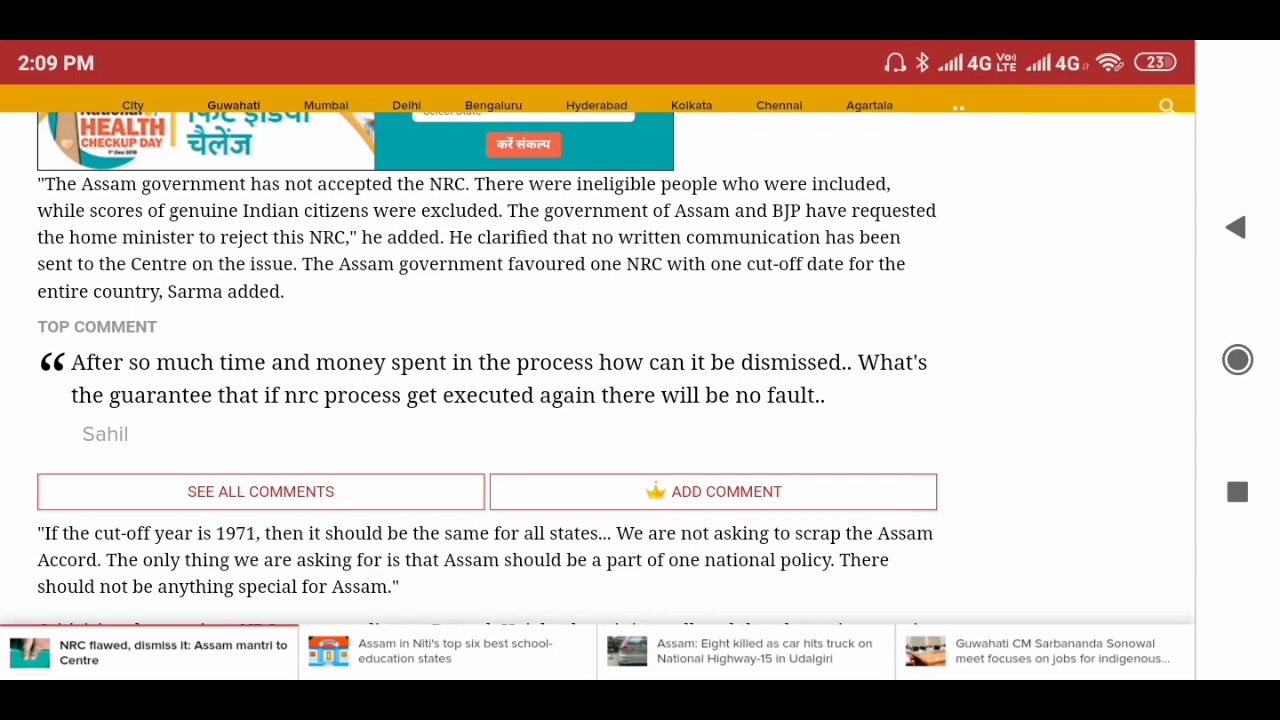 2:09 PM
4G VoLTE 4G 23
City Guwahati Mumbai Delhi Bengaluru Hyderabad Kolkata Chennai Agartala
HEALTH
CHECKUP DAY
चैलेंज
करें संकल्प
"The Assam government has not accepted the NRC. There were ineligible people who were included,
while scores of genuine Indian citizens were excluded. The government of Assam and BJP have requested
the home minister to reject this NRC," he added. He clarified that no written communication has been
sent to the Centre on the issue. The Assam government favoured one NRC with one cut-off date for the
entire country, Sarma added.
TOP COMMENT
“ After so much time and money spent in the process how can it be dismissed.. What's
the guarantee that if nrc process get executed again there will be no fault..
Sahil
SEE ALL COMMENTS
ADD COMMENT
"If the cut-off year is 1971, then it should be the same for all states... We are not asking to scrap the Assam
Accord. The only thing we are asking for is that Assam should be a part of one national policy. There
should not be anything special for Assam."
NRC flawed, dismiss it: Assam mantri to
Centre
Assam in Niti's top six best school-
education states
Assam: Eight killed as car hits truck on
National Highway-15 in Udalgiri
Guwahati CM Sarbananda Sonowal
meet focuses on jobs for indigenous...